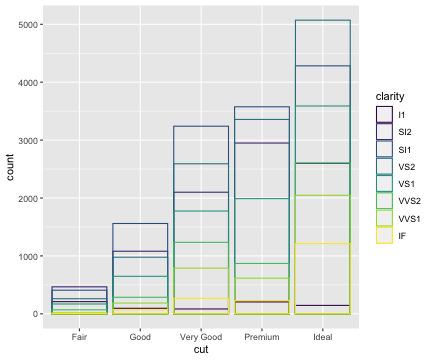 5000
4000
3000
2000
1000
0
count
Fair
Good
Very Good
Premium
Ideal
cut
clarity
I1
SI2
SI1
VS2
VS1
VVS2
VVS1
IF